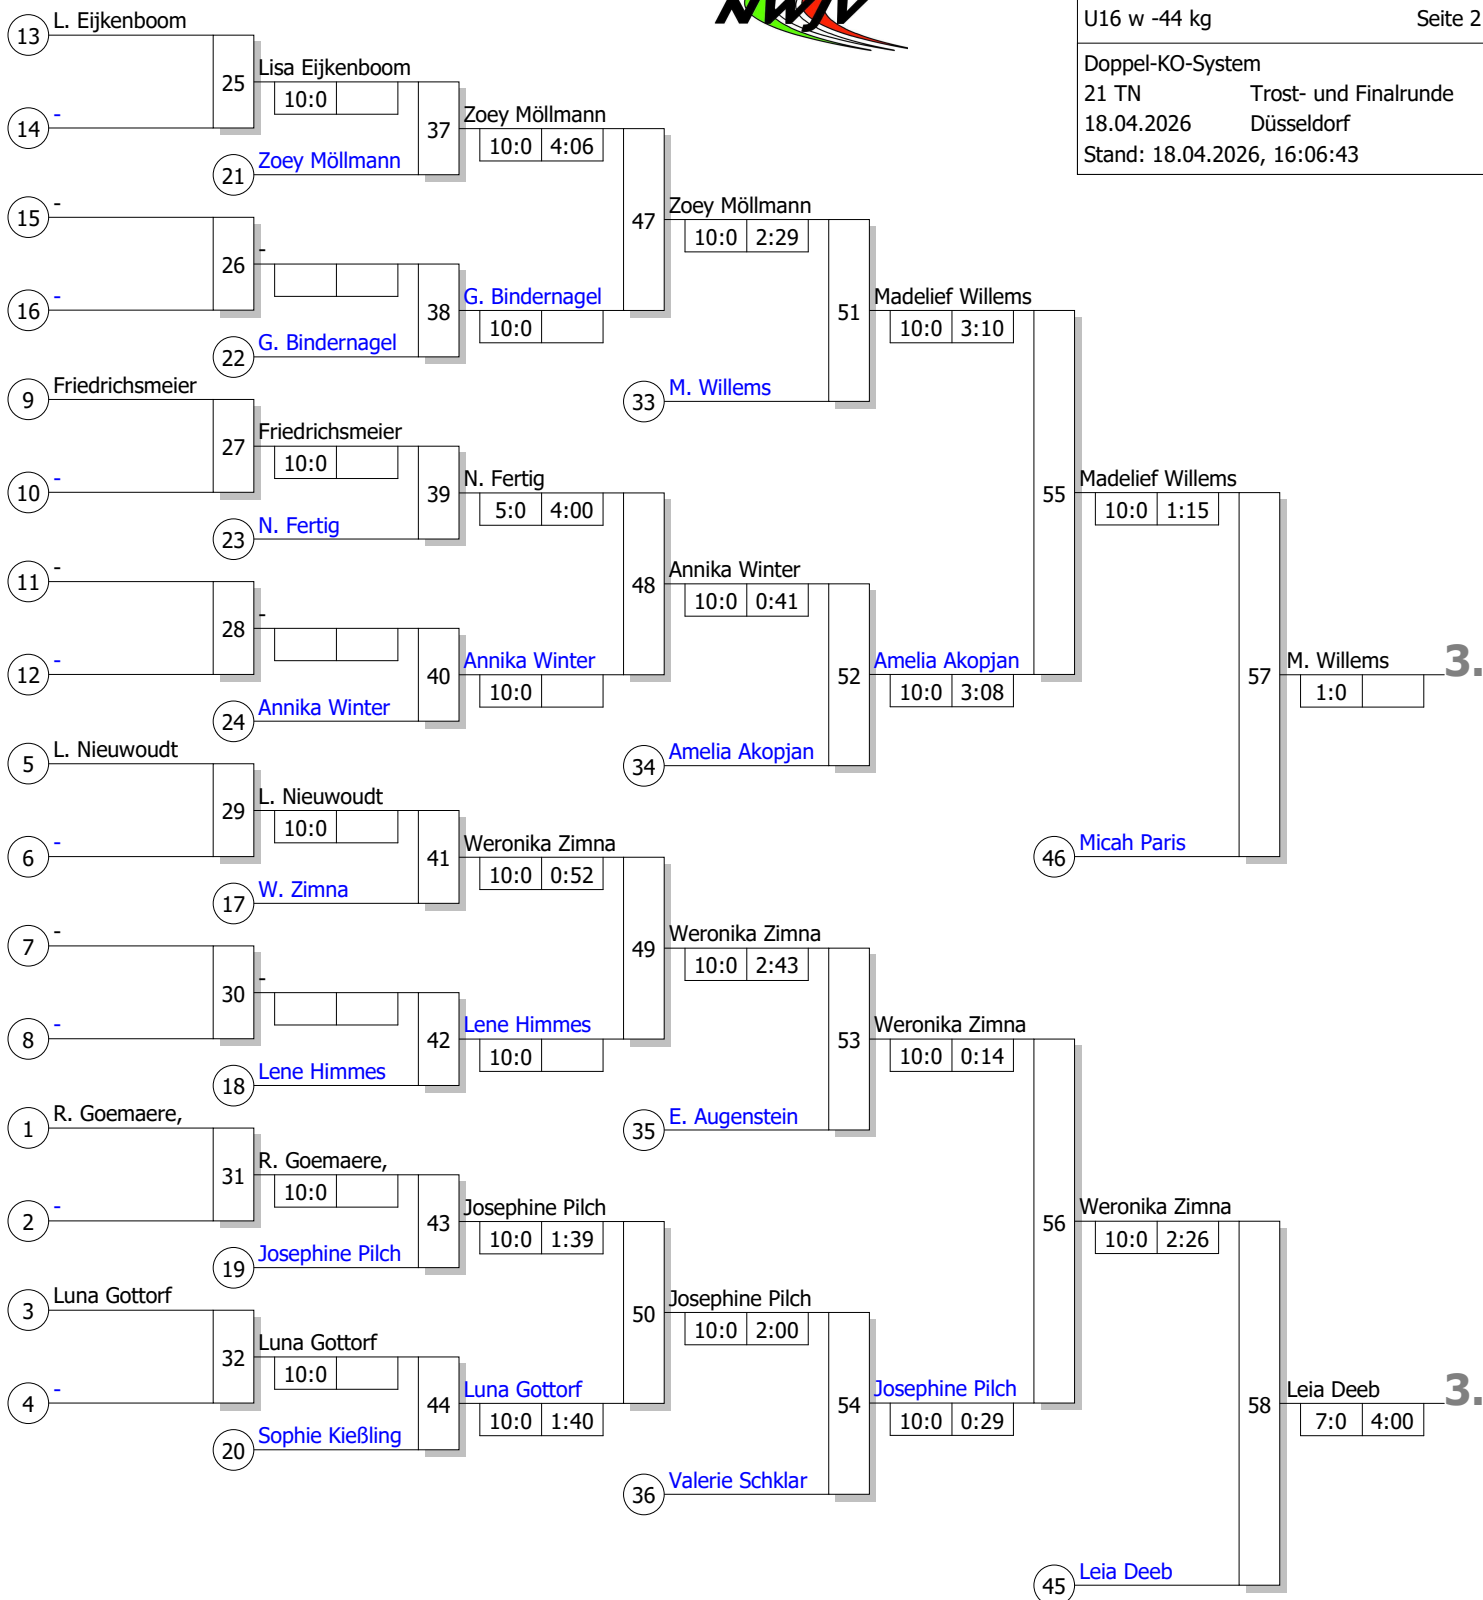 NWJV
U16 w -44 kg Seite 2
Doppel-KO-System
21 TN Trost- und Finalrunde
18.04.2026 Düsseldorf
Stand: 18.04.2026, 16:06:43
13 L. Eijkenboom
14 -
25 Lisa Eijkenboom
10:0
21 Zoey Möllmann
37 Zoey Möllmann
10:0 4:06
15 -
16 -
26 -
22 G. Bindernagel
38 G. Bindernagel
10:0
47 Zoey Möllmann
10:0 2:29
33 M. Willems
51 Madelief Willems
10:0 3:10
9 Friedrichsmeier
10 -
27 Friedrichsmeier
10:0
23 N. Fertig
39 N. Fertig
5:0 4:00
11 -
12 -
28 -
24 Annika Winter
40 Annika Winter
10:0
48 Annika Winter
10:0 0:41
34 Amelia Akopjan
52 Amelia Akopjan
10:0 3:08
55 Madelief Willems
10:0 1:15
46 Micah Paris
57 M. Willems
1:0
3.
5 L. Nieuwoudt
6 -
29 L. Nieuwoudt
10:0
17 W. Zimna
41 Weronika Zimna
10:0 0:52
7 -
8 -
30 -
18 Lene Himmes
42 Lene Himmes
10:0
49 Weronika Zimna
10:0 2:43
35 E. Augenstein
53 Weronika Zimna
10:0 0:14
1 R. Goemaere,
2 -
31 R. Goemaere,
10:0
19 Josephine Pilch
43 Josephine Pilch
10:0 1:39
3 Luna Gottorf
4 -
32 Luna Gottorf
10:0
20 Sophie Kießling
44 Luna Gottorf
10:0 1:40
50 Josephine Pilch
10:0 2:00
36 Valerie Schklar
54 Josephine Pilch
10:0 0:29
56 Weronika Zimna
10:0 2:26
45 Leia Deeb
58 Leia Deeb
7:0 4:00
3.